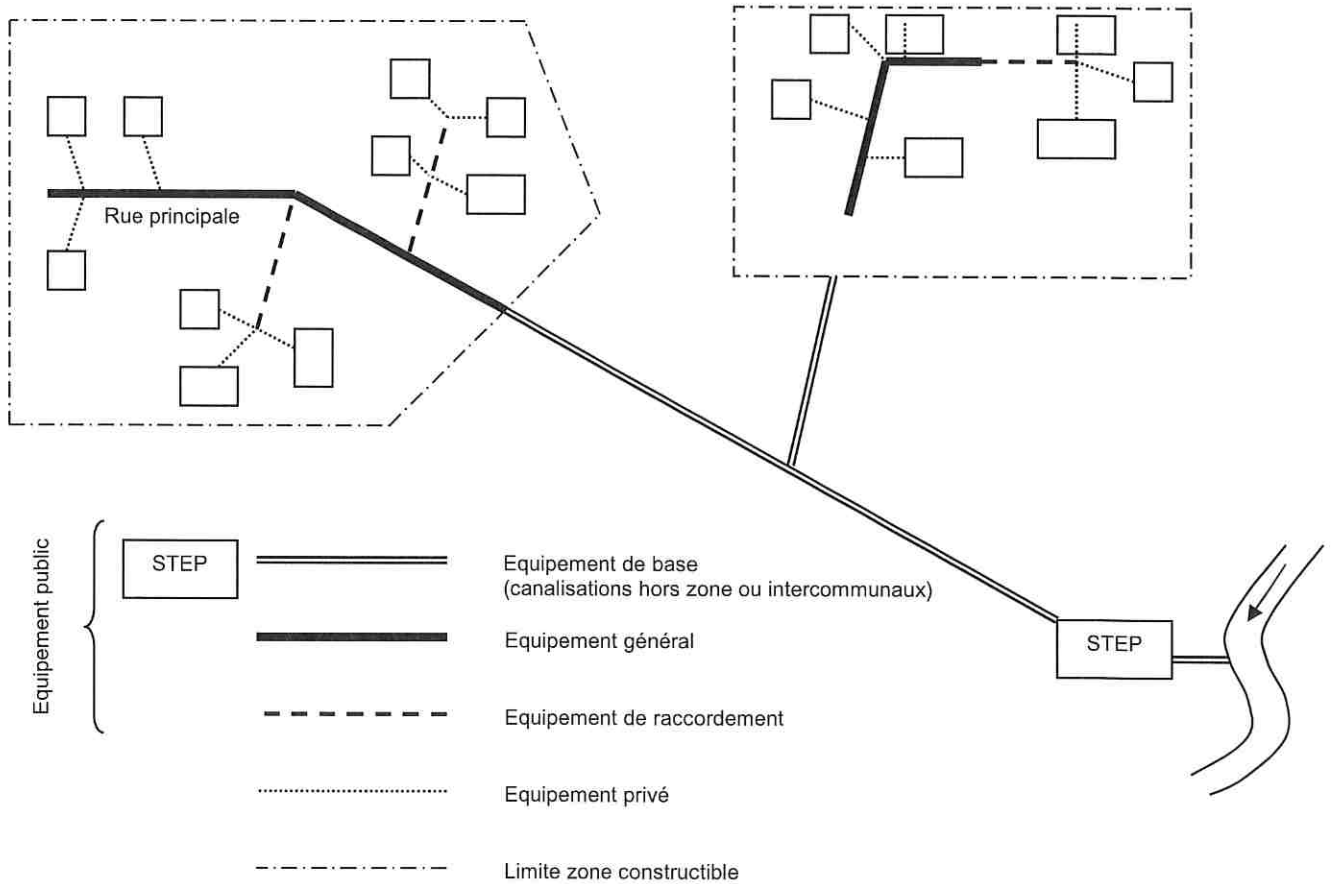 Rue principale
Equipement public
STEP
Equipement de base
(canalisations hors zone ou intercommunaux)
Equipement général
STEP
Equipement de raccordement
Equipement privé
Limite zone constructible